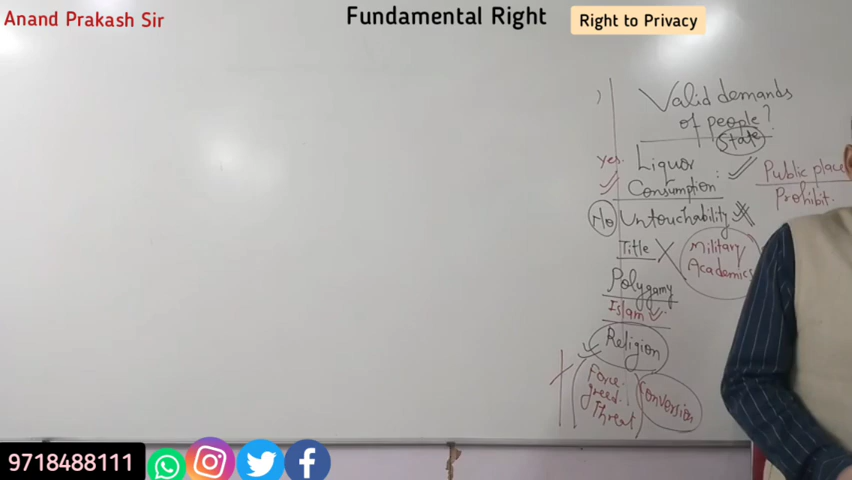 Anand Prakash Sir
Fundamental Right
Right to Privacy
Valid demands
of people?
State.
yes. Liquor
Consumption :
Public place
Prohibit.
No Untouchability
Title
Military
Academics
Polygamy
Islam
Religion
Force.
greed.
Threat
Conversion
9718488111